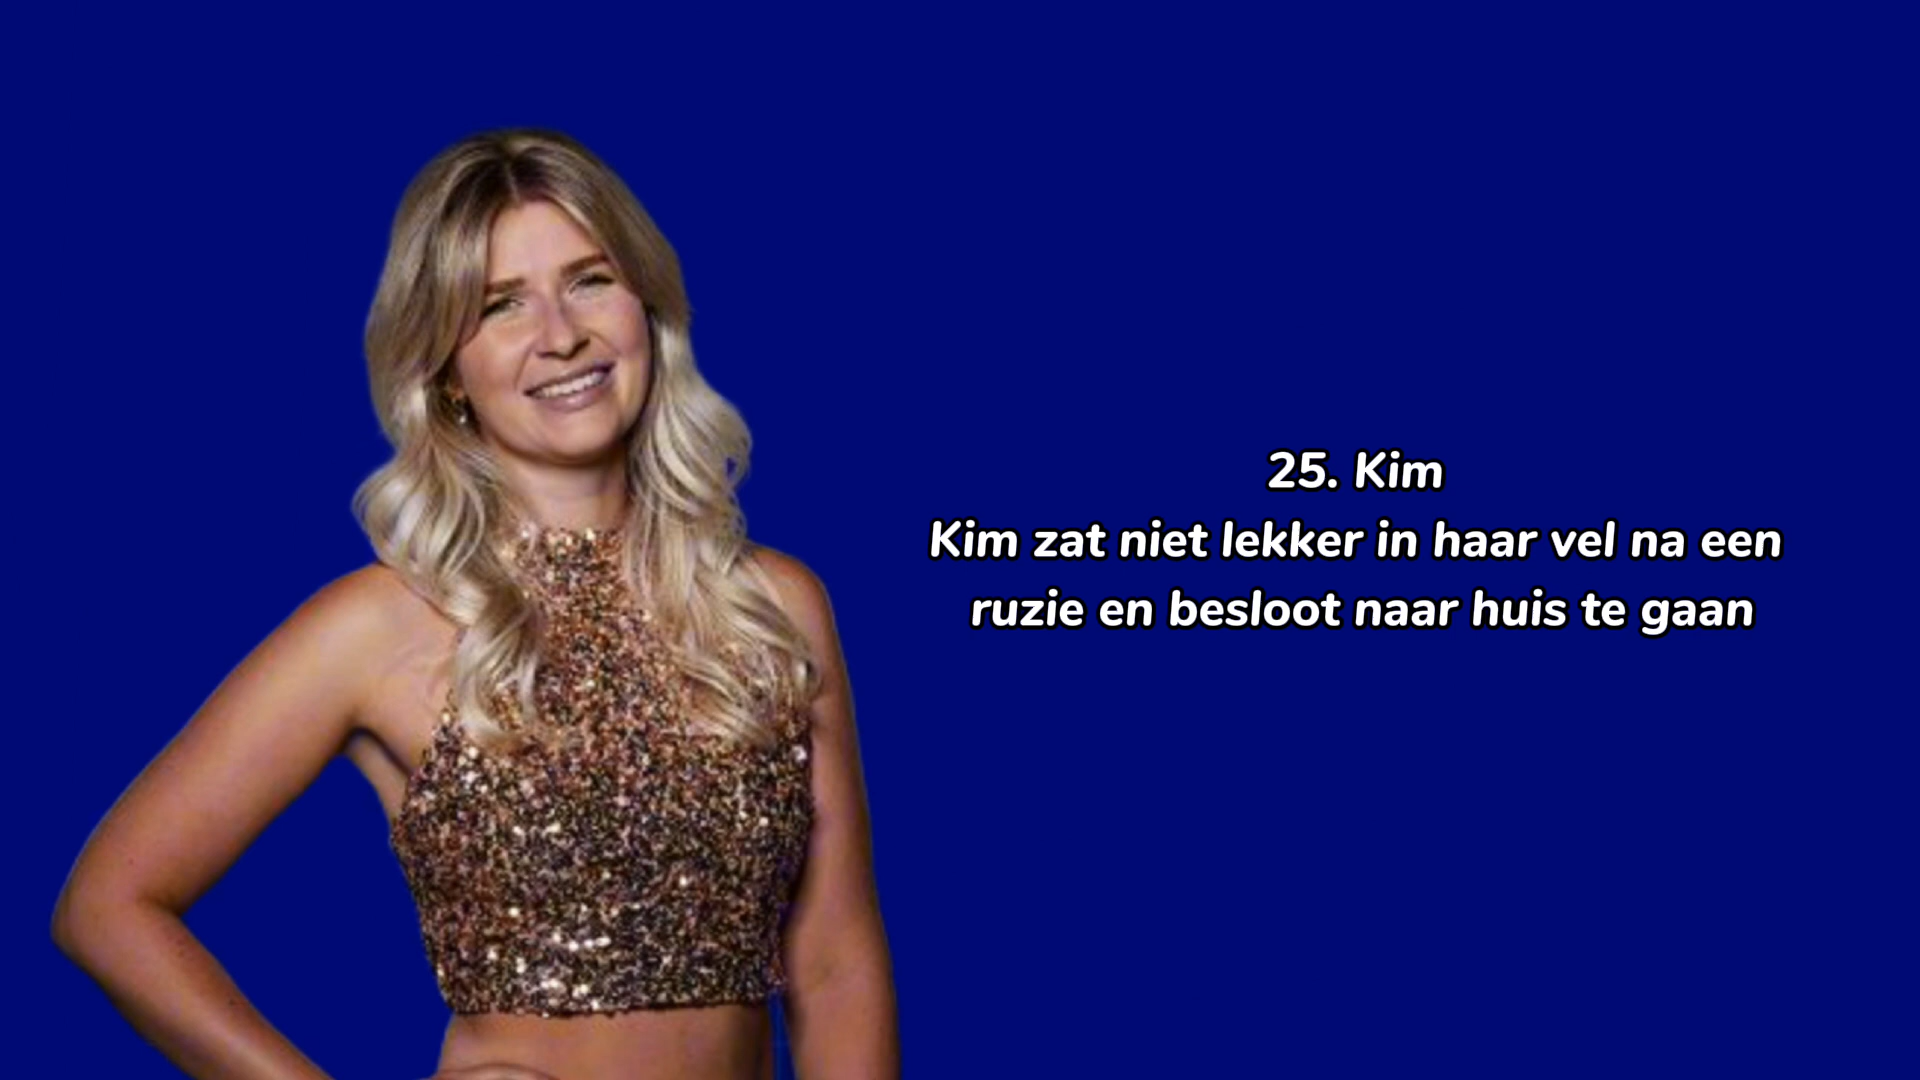 25. Kim
Kim zat niet lekker in haar vel na een
ruzie en besloot naar huis te gaan